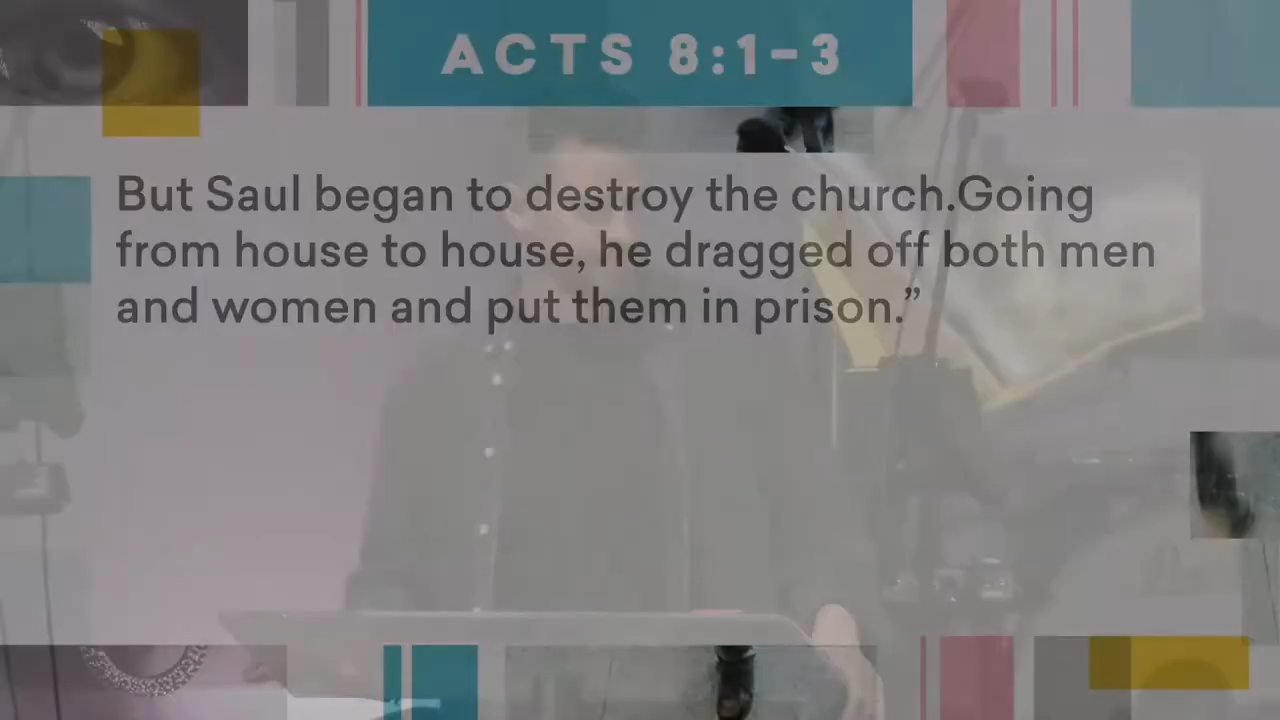 ACTS 8:1-3
But Saul began to destroy the church.Going
from house to house, he dragged off both men
and women and put them in prison.”